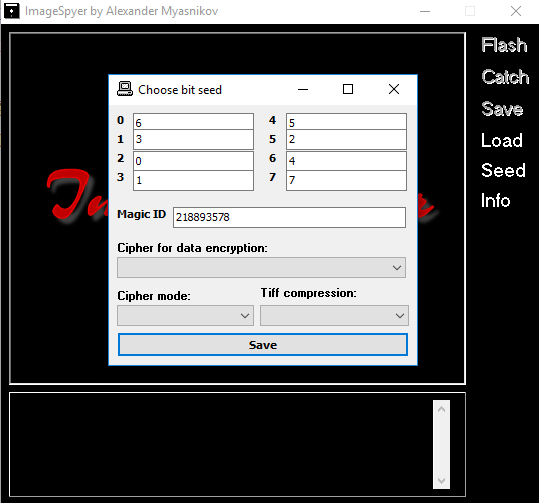 ImageSpyer by Alexander Myasnikov
Flash
Catch
Save
Load
Seed
Info
Choose bit seed
0 6 4 5
1 3 5 2
2 0 6 4
3 1 7 7
Magic ID 218893578
Cipher for data encryption:
Cipher mode: Tiff compression:
Save